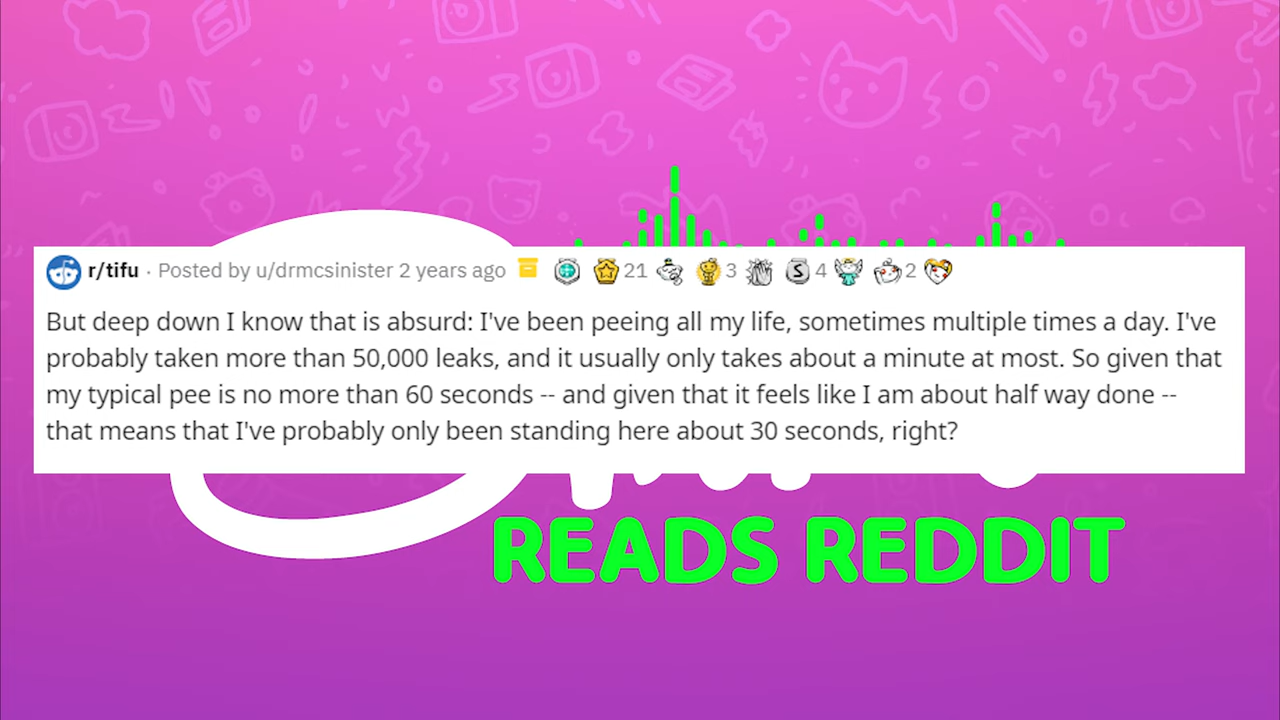 r/tifu · Posted by u/drmcsinister 2 years ago 21 3 S 4 2
But deep down I know that is absurd: I've been peeing all my life, sometimes multiple times a day. I've
probably taken more than 50,000 leaks, and it usually only takes about a minute at most. So given that
my typical pee is no more than 60 seconds -- and given that it feels like I am about half way done --
that means that I've probably only been standing here about 30 seconds, right?
READS REDDIT